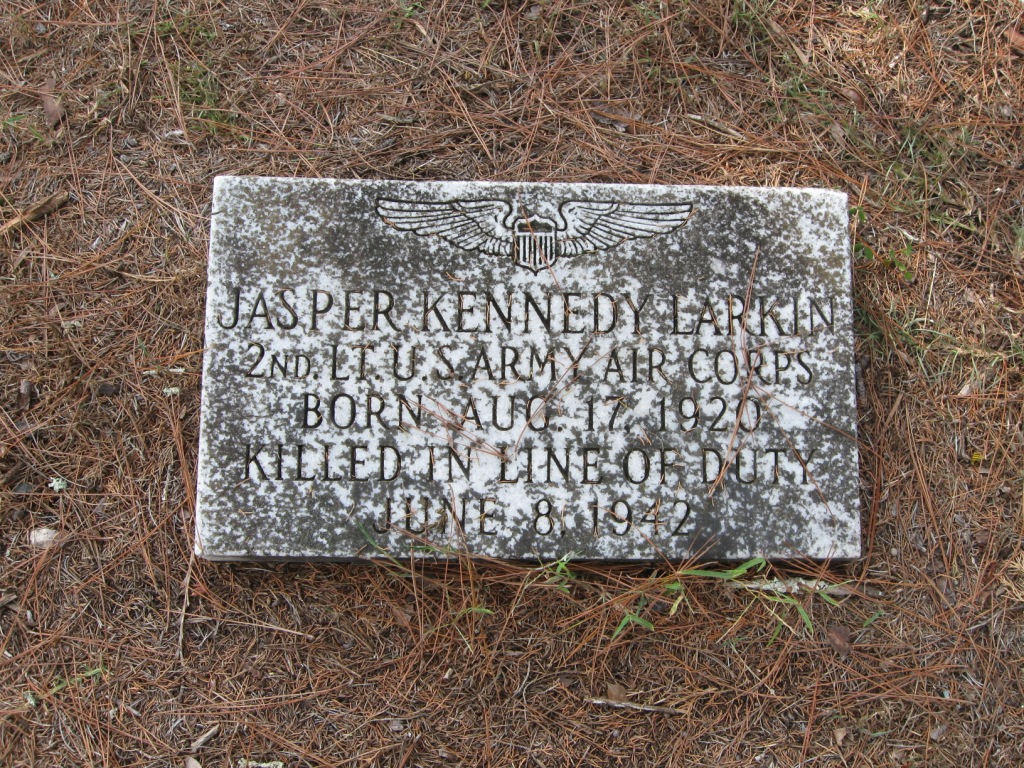 JASPER KENNEDY LARKIN
2ND. LT. U.S. ARMY AIR CORPS
BORN AUG. 17, 1920
KILLED IN LINE OF DUTY
JUNE 8, 1942